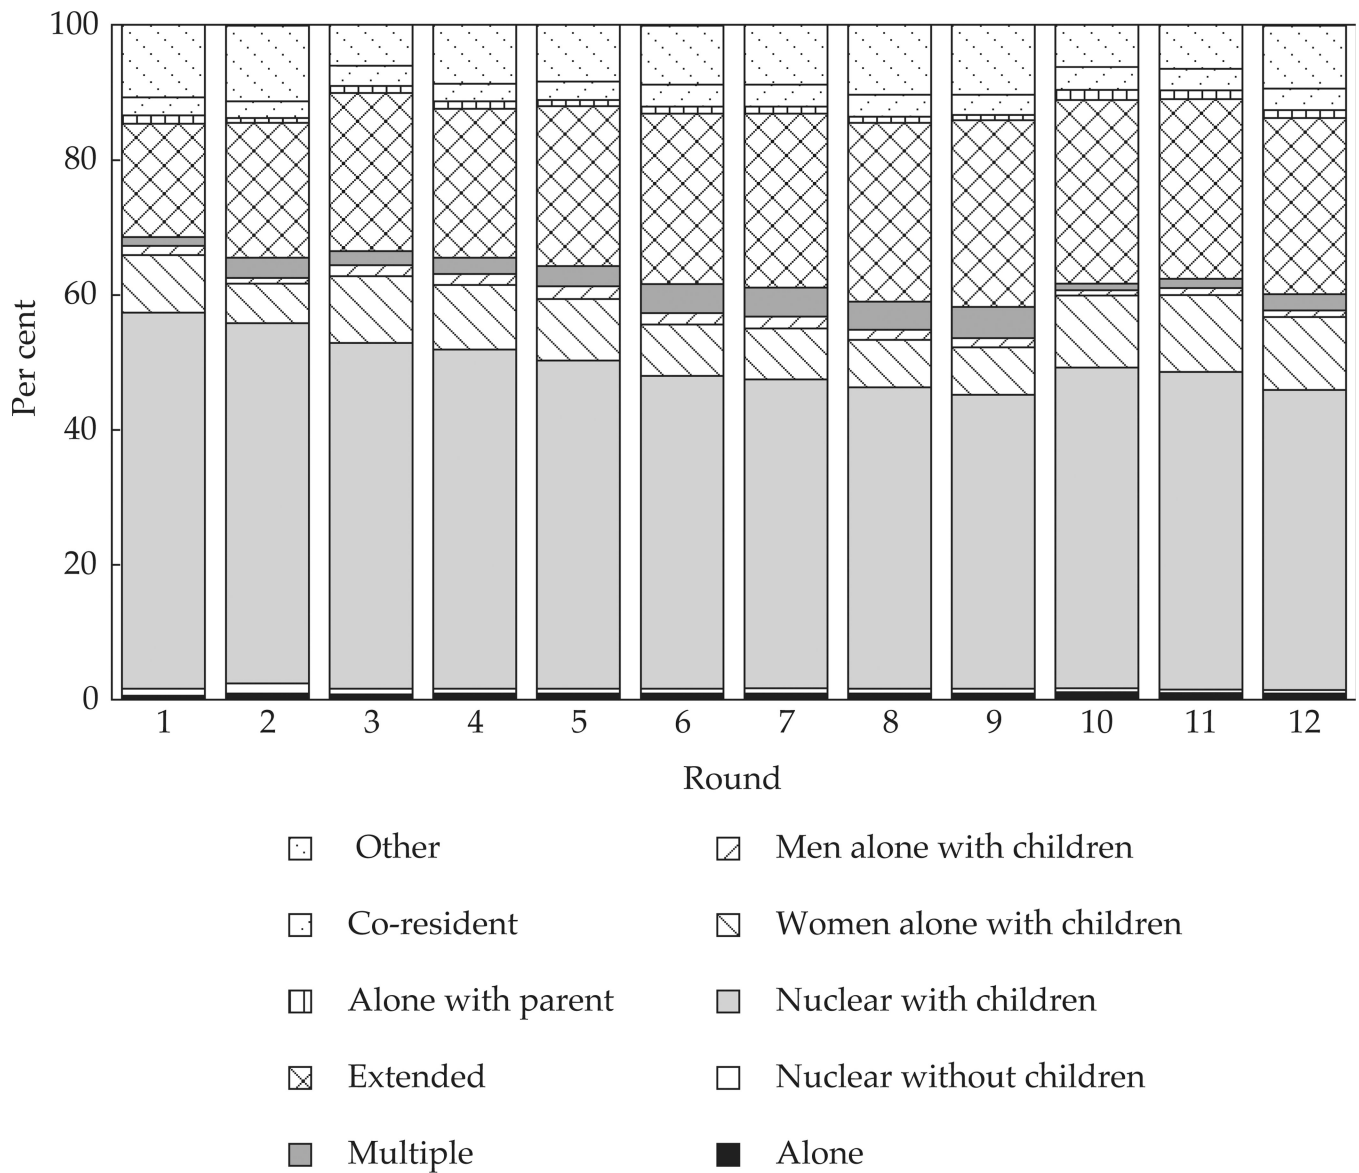 100
80
60
40
20
0
Per cent
1 2 3 4 5 6 7 8 9 10 11 12
Round
Other
Co-resident
Alone with parent
Extended
Multiple
Men alone with children
Women alone with children
Nuclear with children
Nuclear without children
Alone